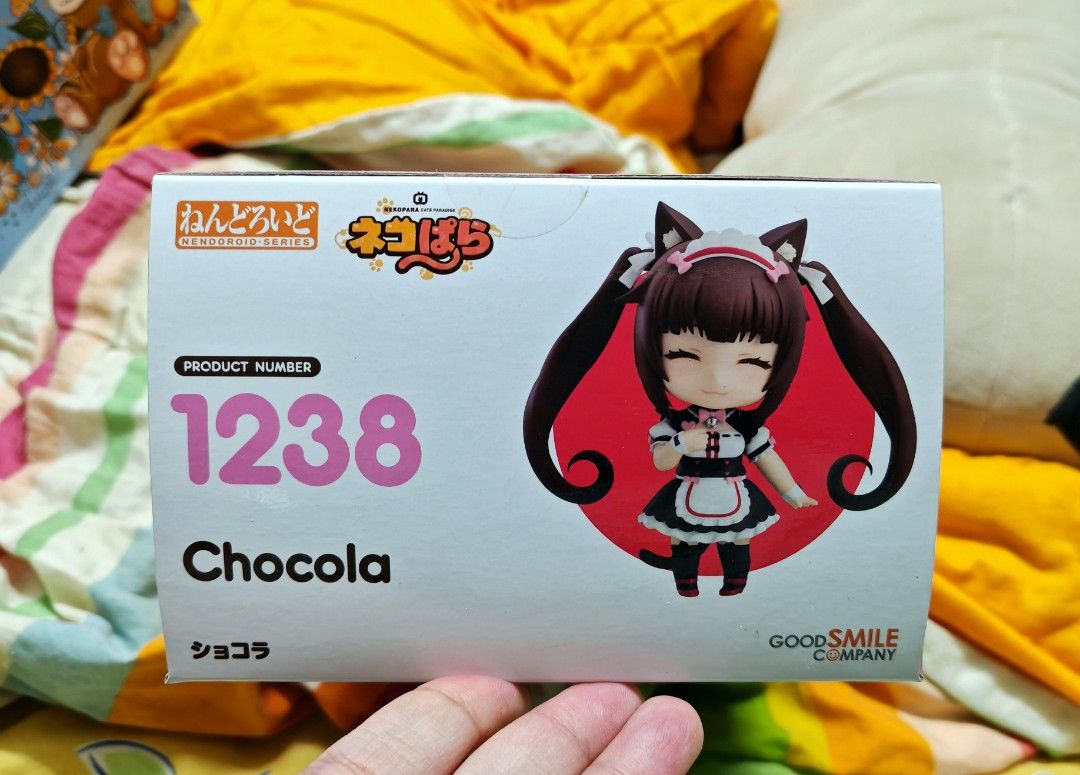 ねんどろいど
NENDOROID·SERIES
NEKOPARA CATS PARADISE
ネコぱら
PRODUCT NUMBER
1238
Chocola
ショコラ
GOOD SMILE
COMPANY